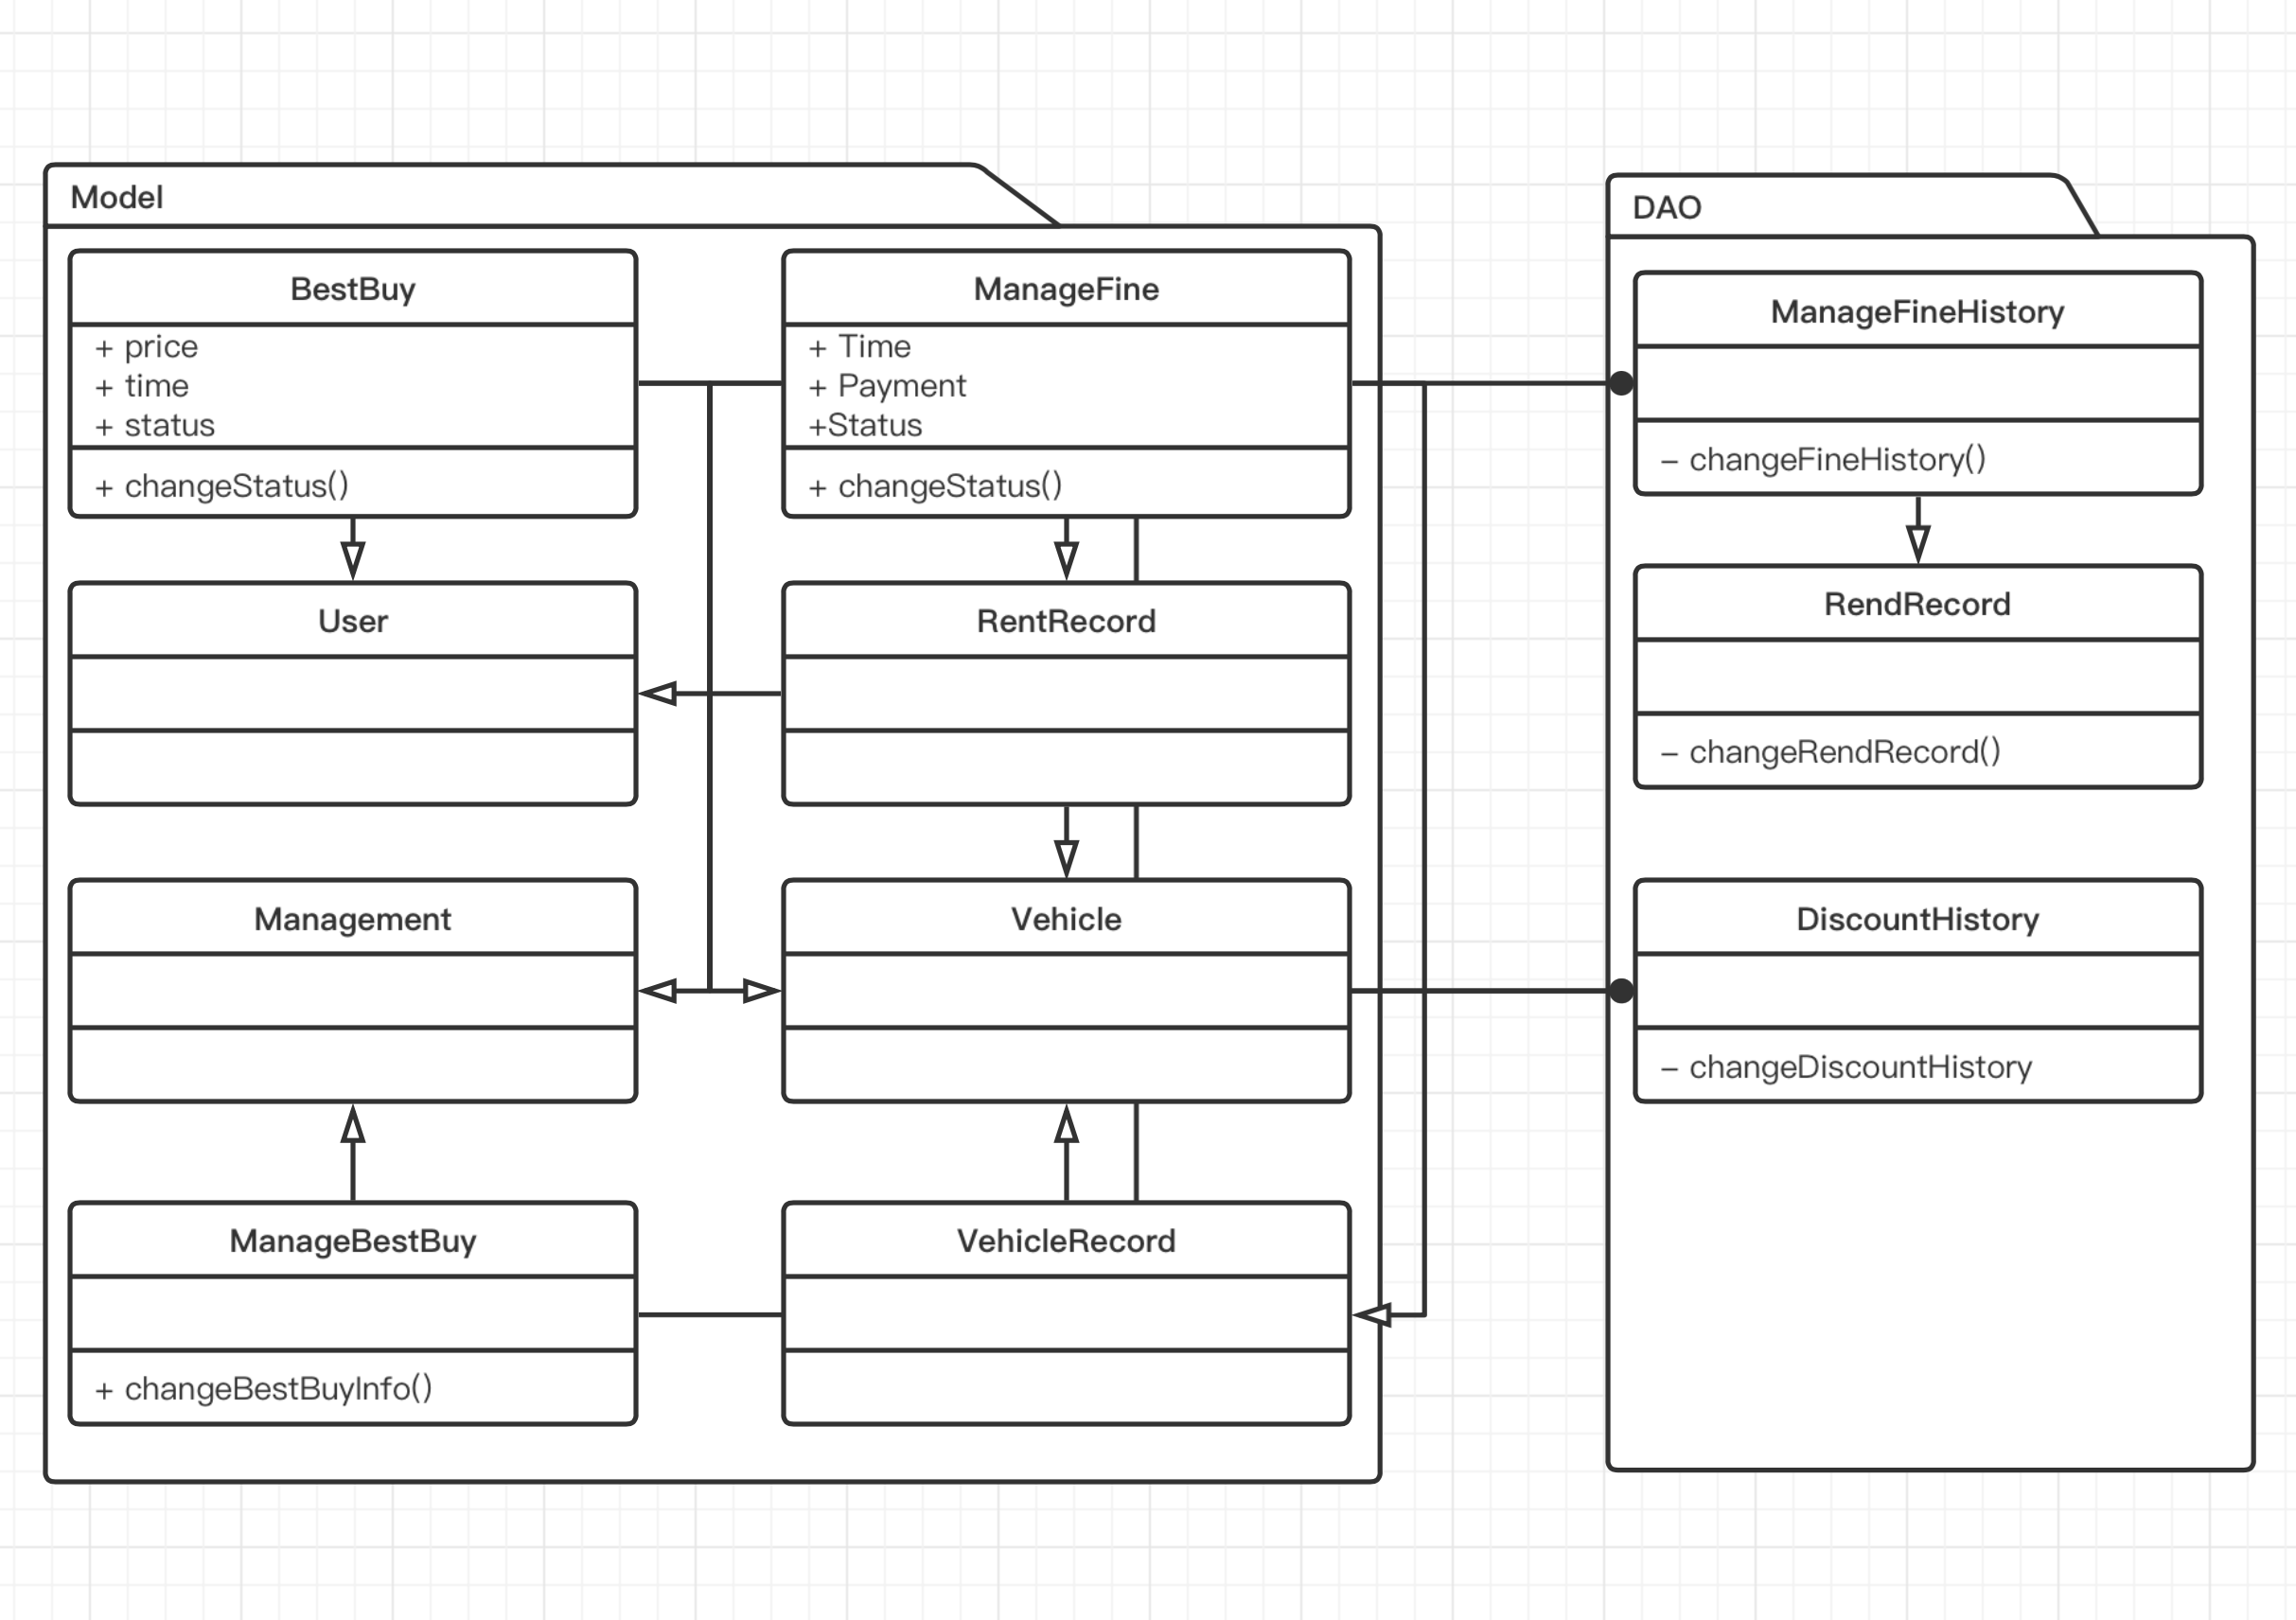 Model
BestBuy
+ price
+ time
+ status
+ changeStatus()
ManageFine
+ Time
+ Payment
+Status
+ changeStatus()
User
RentRecord
Management
Vehicle
ManageBestBuy
+ changeBestBuyInfo()
VehicleRecord
DAO
ManageFineHistory
– changeFineHistory()
RendRecord
– changeRendRecord()
DiscountHistory
– changeDiscountHistory